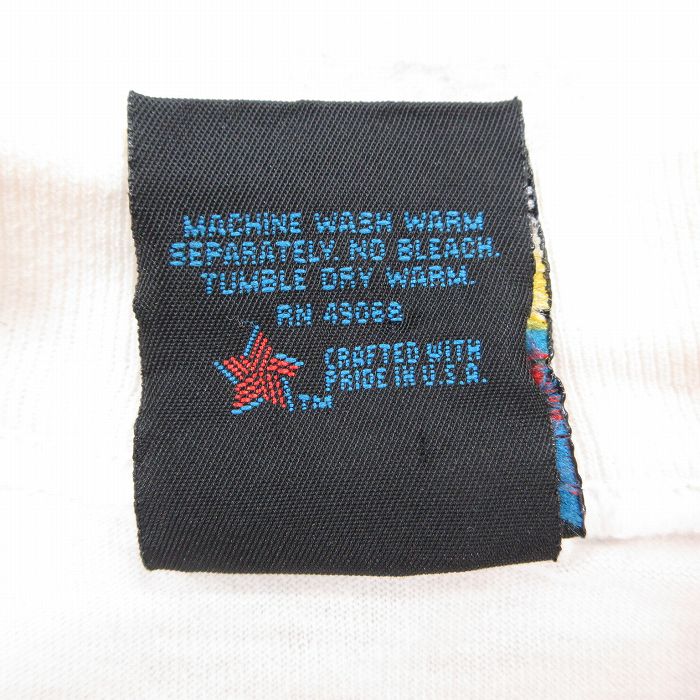 MACHINE WASH WARM
SEPARATELY. NO BLEACH.
TUMBLE DRY WARM.
RN 49088
CRAFTED WITH
PRIDE IN U.S.A.
TM